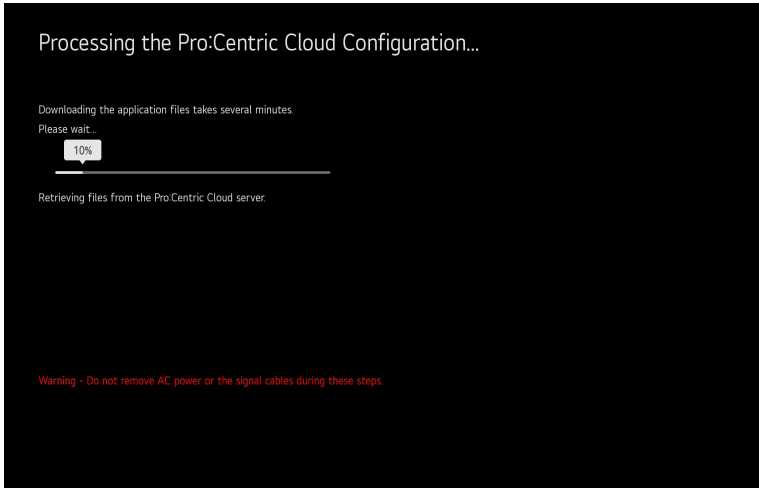 Processing the Pro:Centric Cloud Configuration...
Downloading the application files takes several minutes.
Please wait...
10%
Retrieving files from the Pro:Centric Cloud server.
Warning - Do not remove AC power or the signal cables during these steps.